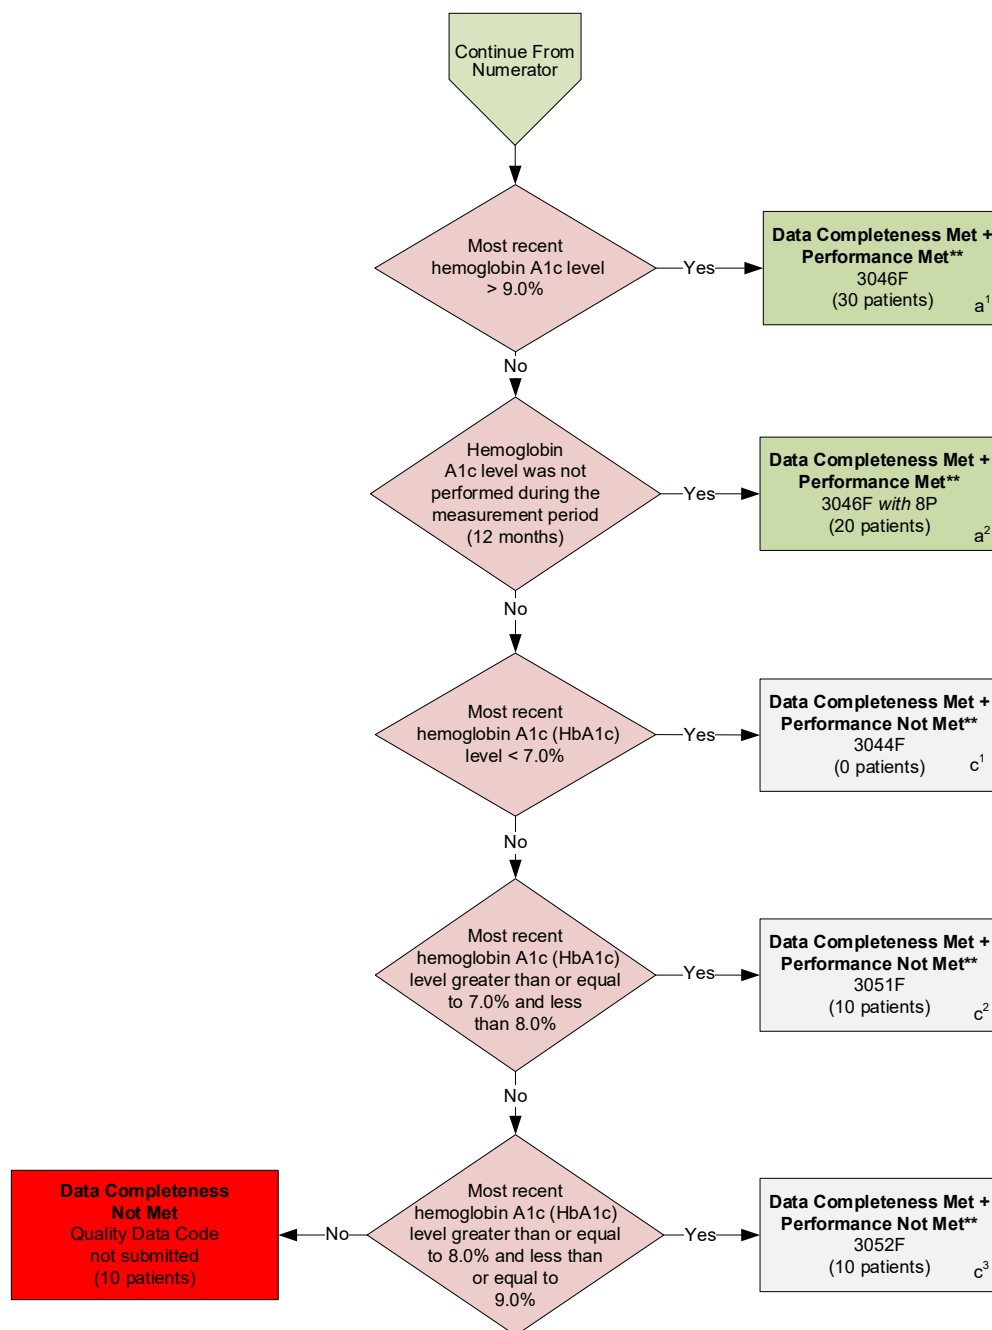 Continue From
Numerator
Most recent
hemoglobin A1c level
> 9.0%
Yes
Data Completeness Met +
Performance Met**
3046F
(30 patients)
a¹
No
Hemoglobin
A1c level was not
performed during the
measurement period
(12 months)
Yes
Data Completeness Met +
Performance Met**
3046F with 8P
(20 patients)
a²
No
Most recent
hemoglobin A1c (HbA1c)
level < 7.0%
Yes
Data Completeness Met +
Performance Not Met**
3044F
(0 patients)
c¹
No
Most recent
hemoglobin A1c (HbA1c)
level greater than or equal
to 7.0% and less
than 8.0%
Yes
Data Completeness Met +
Performance Not Met**
3051F
(10 patients)
c²
No
Most recent
hemoglobin A1c (HbA1c)
level greater than or equal
to 8.0% and less than
or equal to
9.0%
Yes
Data Completeness Met +
Performance Not Met**
3052F
(10 patients)
c³
No
Data Completeness
Not Met
Quality Data Code
not submitted
(10 patients)